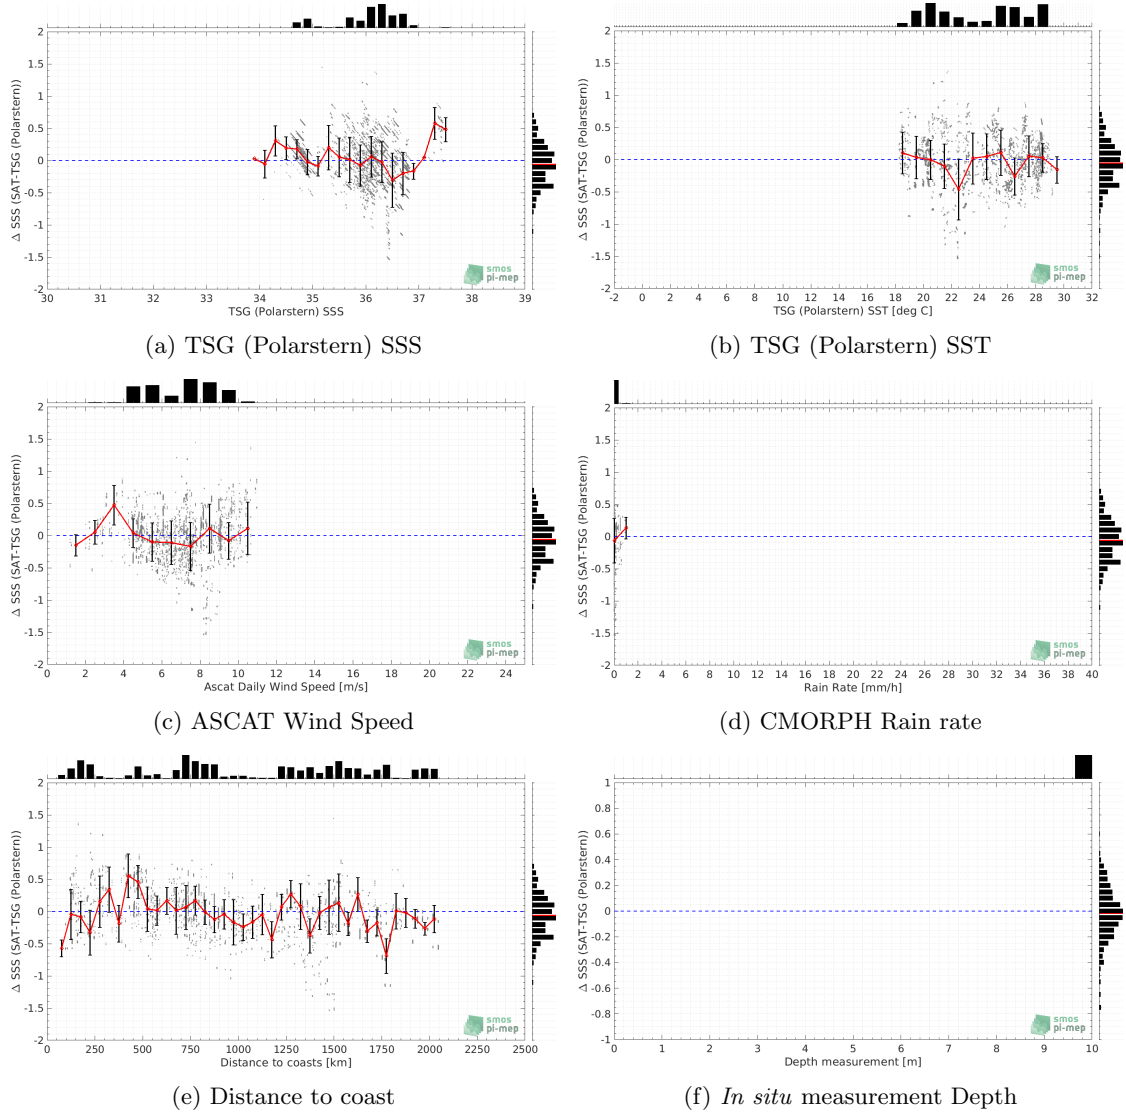 2
1.5
1
0.5
0
-0.5
-1
-1.5
-2
Δ SSS (SAT-TSG (Polarstern))
30 31 32 33 34 35 36 37 38 39
TSG (Polarstern) SSS
smos
pi-mep
(a) TSG (Polarstern) SSS
2
1.5
1
0.5
0
-0.5
-1
-1.5
-2
Δ SSS (SAT-TSG (Polarstern))
-2 0 2 4 6 8 10 12 14 16 18 20 22 24 26 28 30 32
TSG (Polarstern) SST [deg C]
smos
pi-mep
(b) TSG (Polarstern) SST
2
1.5
1
0.5
0
-0.5
-1
-1.5
-2
Δ SSS (SAT-TSG (Polarstern))
0 2 4 6 8 10 12 14 16 18 20 22 24
Ascat Daily Wind Speed [m/s]
smos
pi-mep
(c) ASCAT Wind Speed
2
1.5
1
0.5
0
-0.5
-1
-1.5
-2
Δ SSS (SAT-TSG (Polarstern))
0 2 4 6 8 10 12 14 16 18 20 22 24 26 28 30 32 34 36 38 40
Rain Rate [mm/h]
smos
pi-mep
(d) CMORPH Rain rate
2
1.5
1
0.5
0
-0.5
-1
-1.5
-2
Δ SSS (SAT-TSG (Polarstern))
0 250 500 750 1000 1250 1500 1750 2000 2250 2500
Distance to coasts [km]
smos
pi-mep
(e) Distance to coast
1
0.8
0.6
0.4
0.2
0
-0.2
-0.4
-0.6
-0.8
-1
Δ SSS (SAT-TSG (Polarstern))
0 1 2 3 4 5 6 7 8 9 10
Depth measurement [m]
smos
pi-mep
(f) In situ measurement Depth